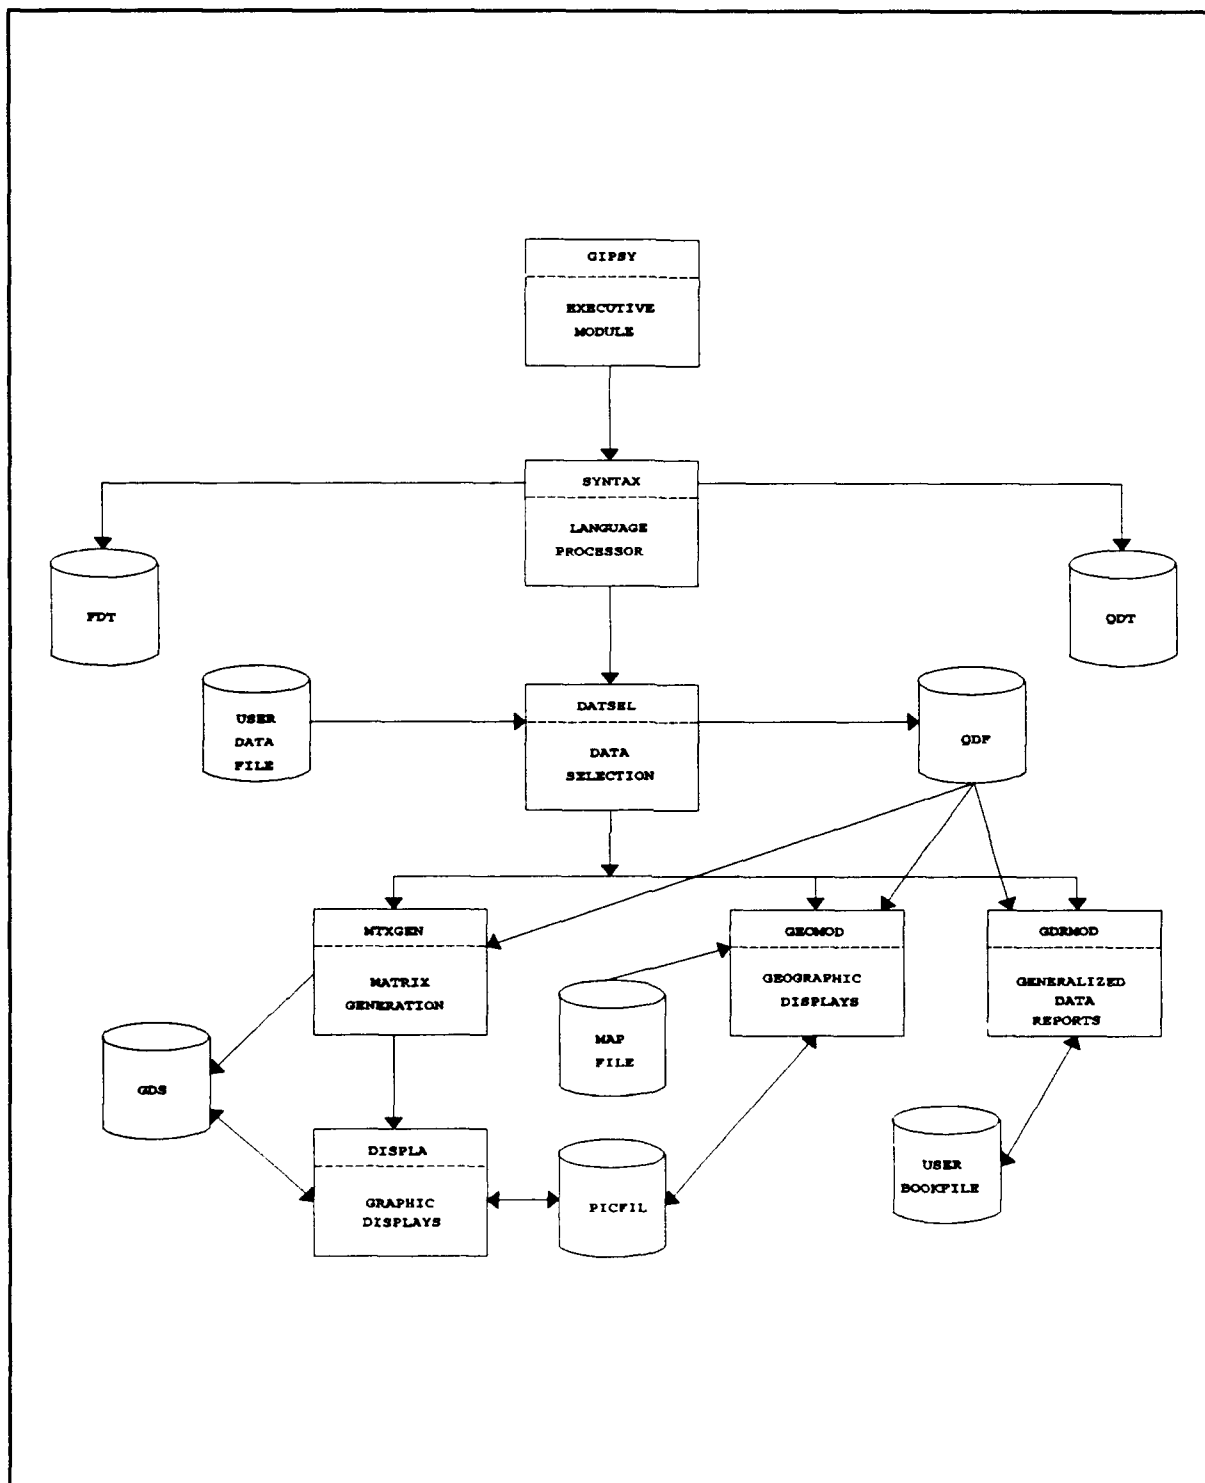 GIPSY
EXECUTIVE
MODULE
SYNTAX
LANGUAGE
PROCESSOR
FDT
QDT
USER
DATA
FILE
DATSEL
DATA
SELECTION
QDF
MTXGEN
MATRIX
GENERATION
GEOMOD
GEOGRAPHIC
DISPLAYS
GDRMOD
GENERALIZED
DATA
REPORTS
MAP
FILE
GDS
DISPLA
GRAPHIC
DISPLAYS
PICFIL
USER
BOOKFILE